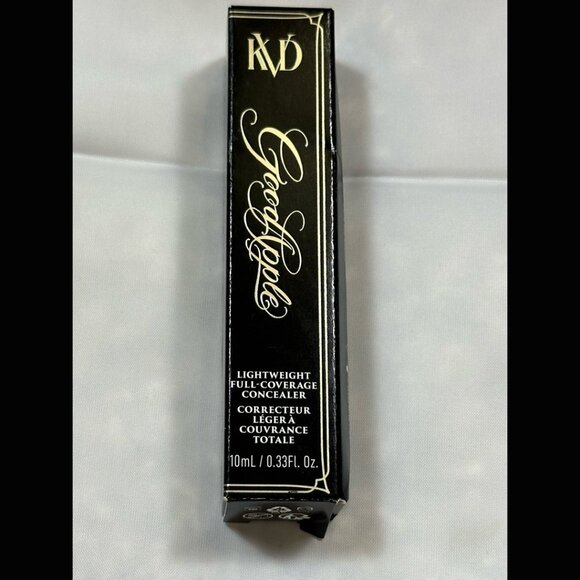 KVD
Good Apple
LIGHTWEIGHT
FULL-COVERAGE
CONCEALER
CORRECTEUR
LÉGER À
COUVRANCE
TOTALE
10mL / 0.33Fl. Oz.